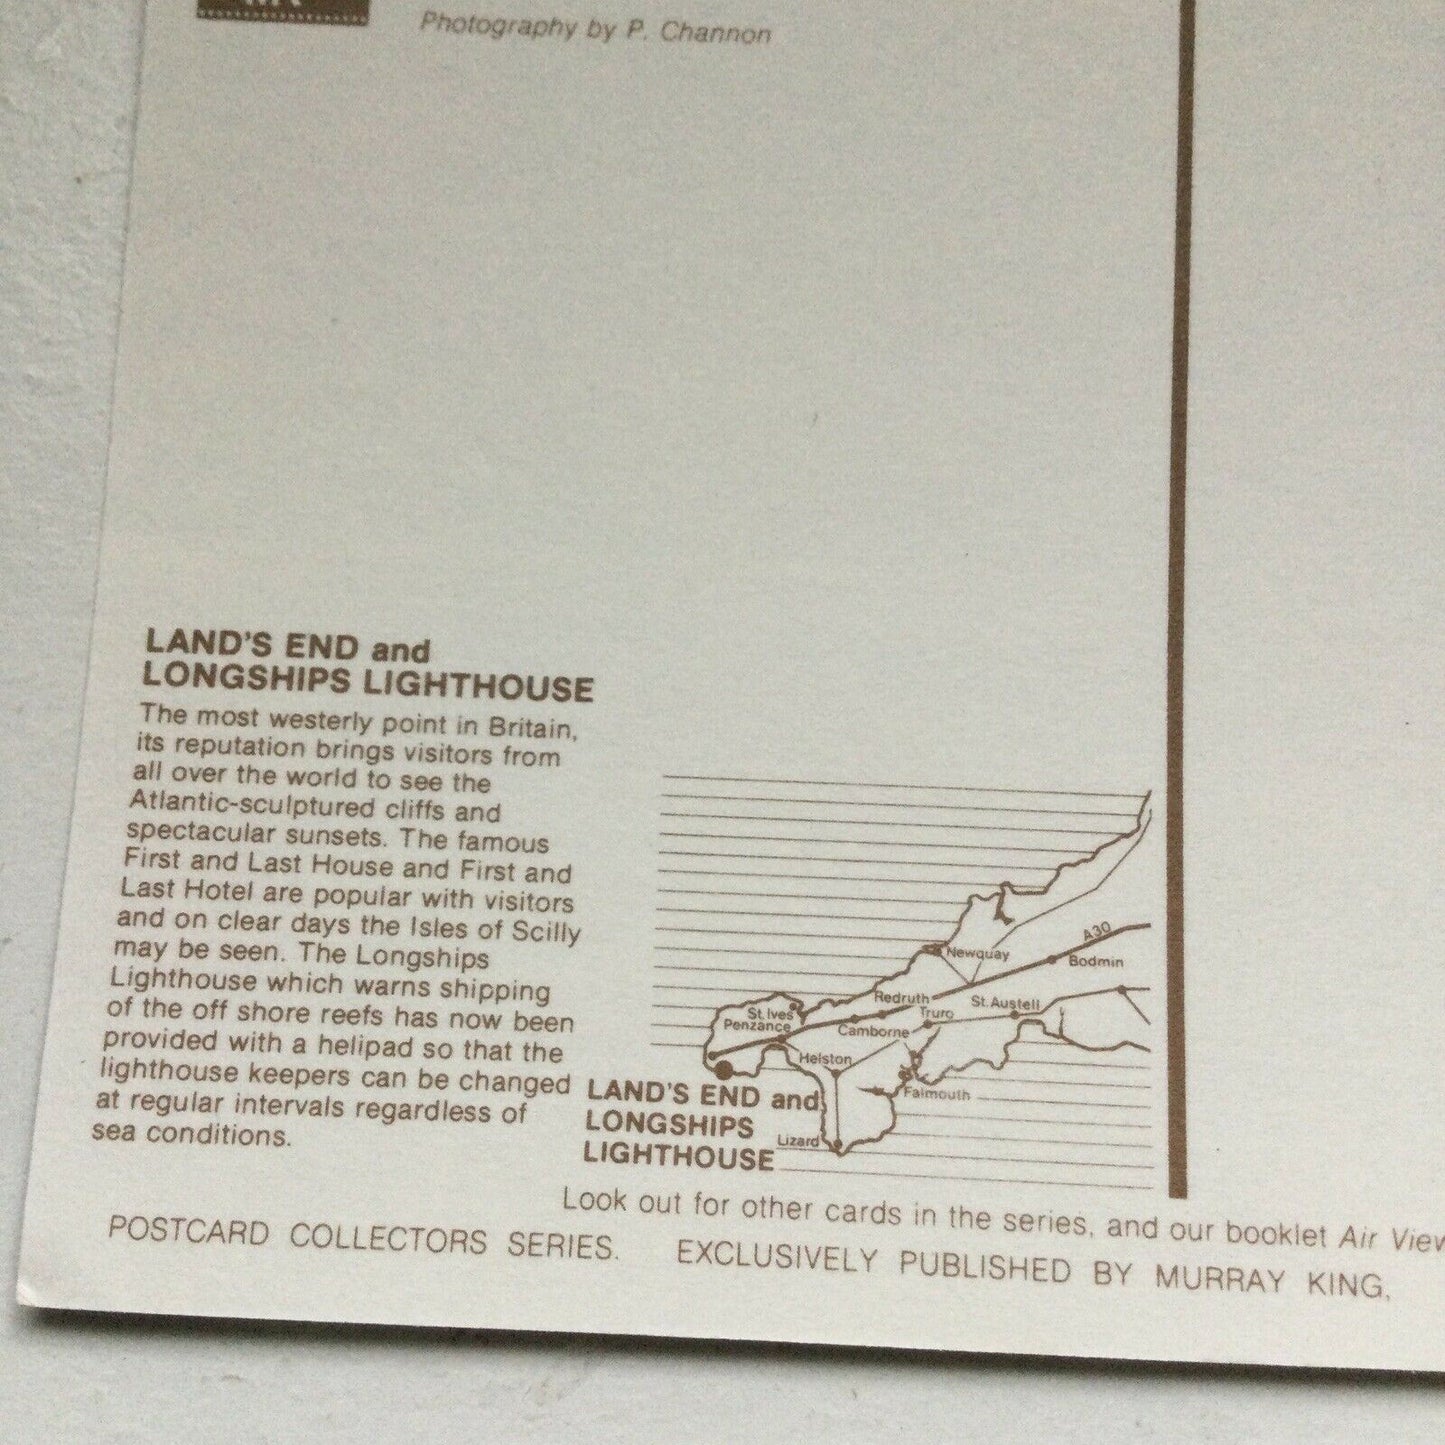 Photography by P. Channon
LAND'S END and
LONGSHIPS LIGHTHOUSE
The most westerly point in Britain,
its reputation brings visitors from
all over the world to see the
Atlantic-sculptured cliffs and
spectacular sunsets. The famous
First and Last House and First and
Last Hotel are popular with visitors
and on clear days the Isles of Scilly
may be seen. The Longships
Lighthouse which warns shipping
of the off shore reefs has now been
provided with a helipad so that the
lighthouse keepers can be changed
at regular intervals regardless of
sea conditions.
A30
Newquay
Bodmin
Redruth
St. Austell
St. Ives
Truro
Penzance
Camborne
Helston
Falmouth
Lizard
LAND'S END and
LONGSHIPS
LIGHTHOUSE
Look out for other cards in the series, and our booklet Air View
POSTCARD COLLECTORS SERIES. EXCLUSIVELY PUBLISHED BY MURRAY KING,